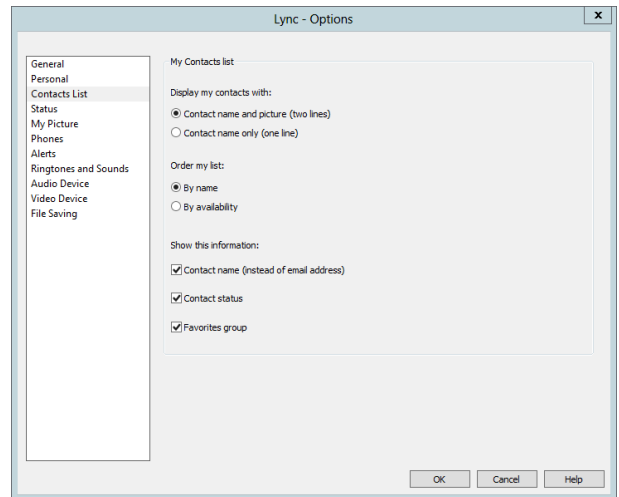 Lync - Options
x
General
Personal
Contacts List
Status
My Picture
Phones
Alerts
Ringtones and Sounds
Audio Device
Video Device
File Saving
My Contacts list
Display my contacts with:
Contact name and picture (two lines)
Contact name only (one line)
Order my list:
By name
By availability
Show this information:
Contact name (instead of email address)
Contact status
Favorites group
OK
Cancel
Help